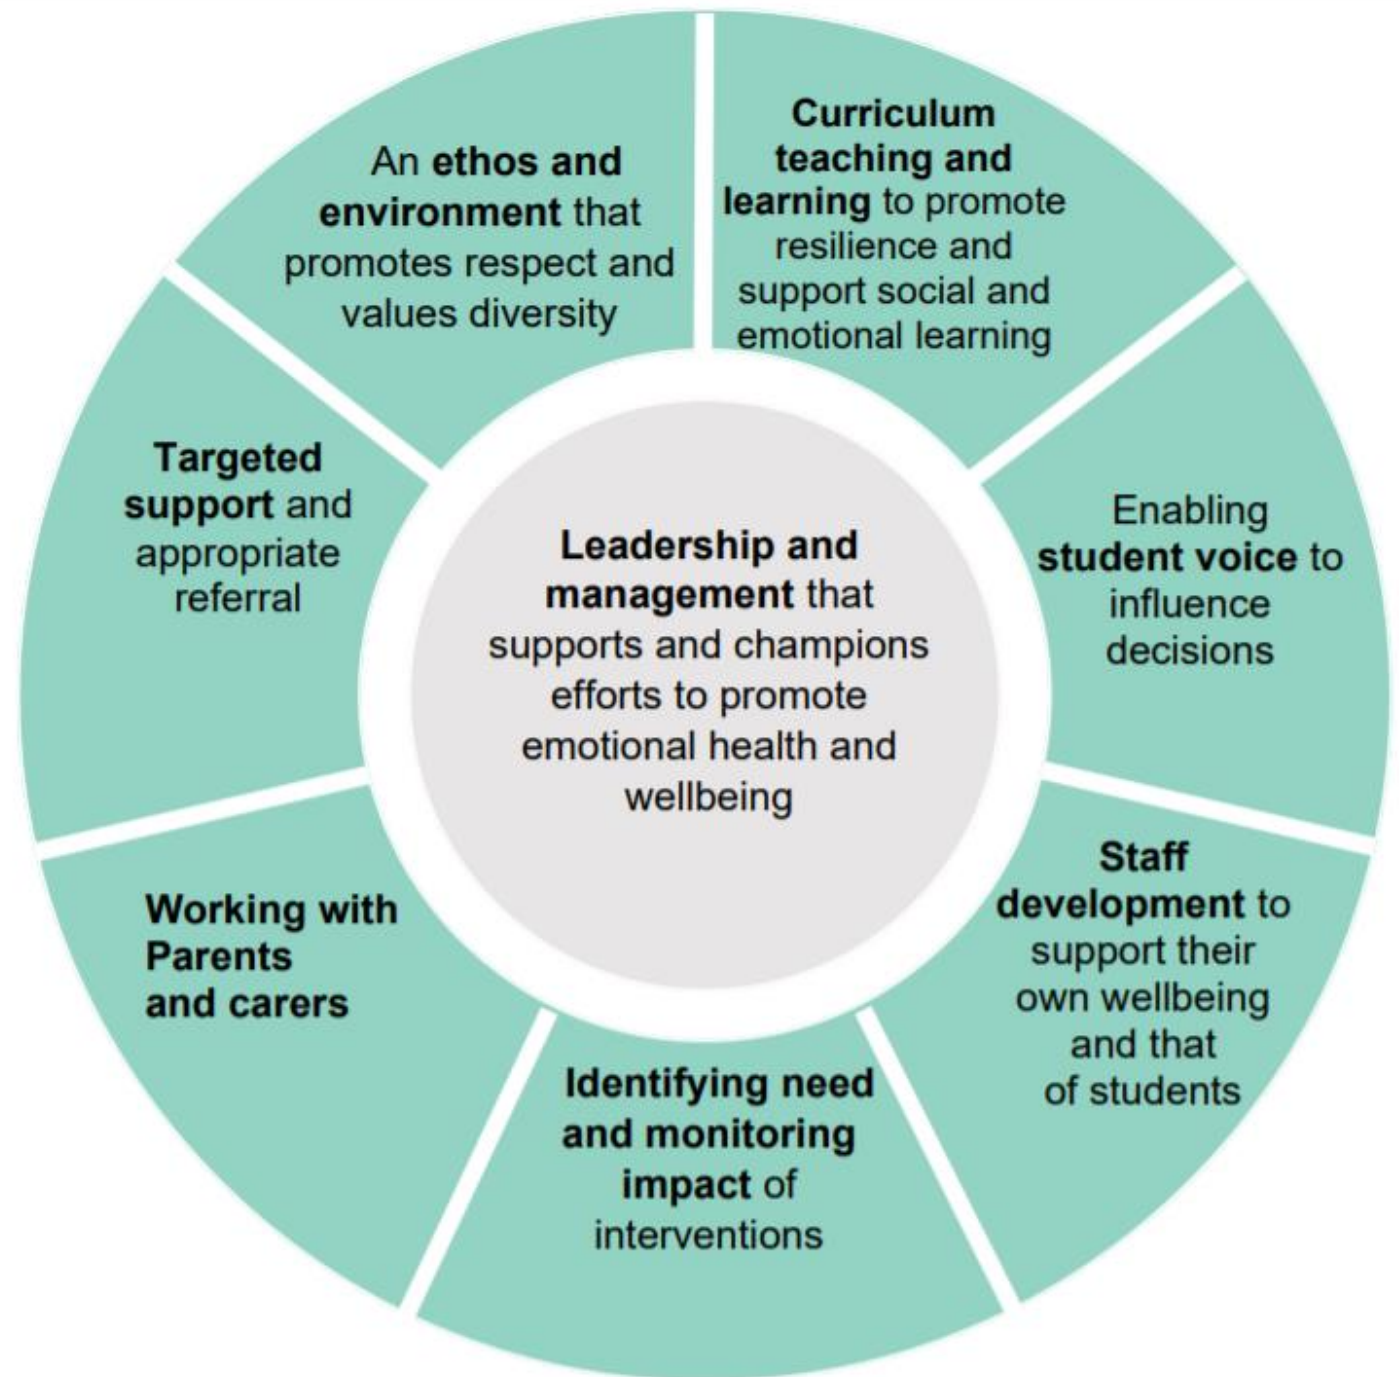 An ethos and
environment that
promotes respect and
values diversity
Curriculum
teaching and
learning to promote
resilience and
support social and
emotional learning
Enabling
student voice to
influence
decisions
Staff
development to
support their
own wellbeing
and that
of students
Identifying need
and monitoring
impact of
interventions
Working with
Parents
and carers
Targeted
support and
appropriate
referral
Leadership and
management that
supports and champions
efforts to promote
emotional health and
wellbeing